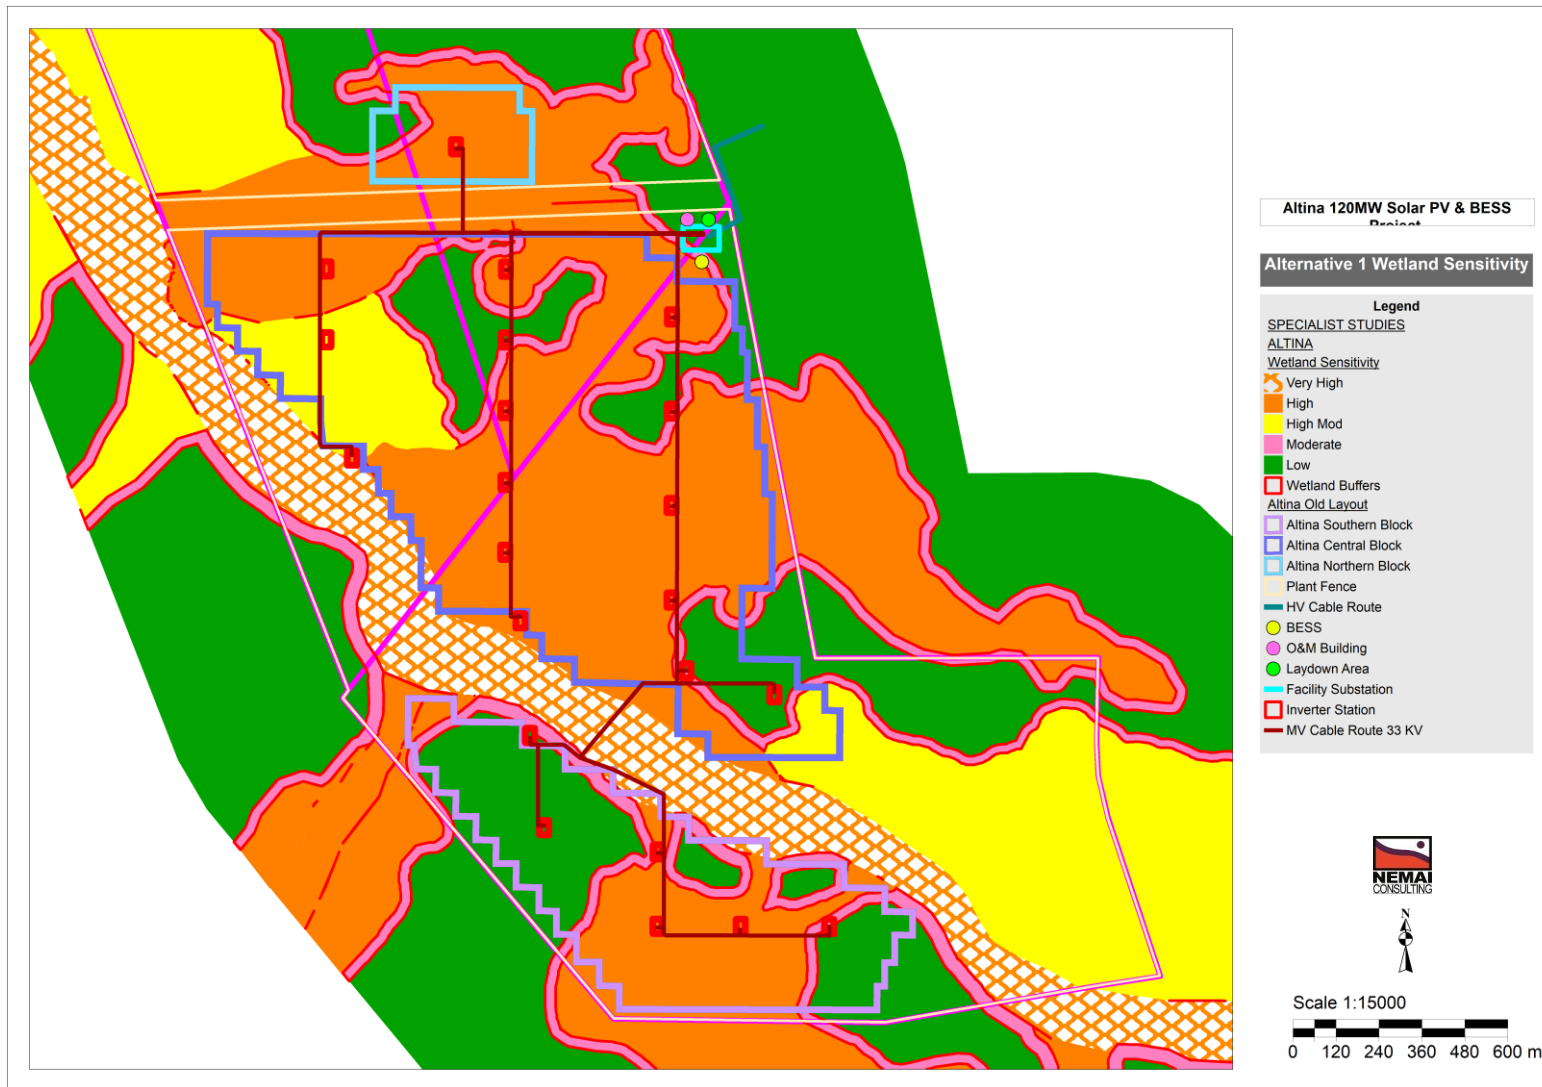 Altina 120MW Solar PV & BESS
Project
Alternative 1 Wetland Sensitivity
Legend
SPECIALIST STUDIES
ALTINA
Wetland Sensitivity
Very High
High
High Mod
Moderate
Low
Wetland Buffers
Altina Old Layout
Altina Southern Block
Altina Central Block
Altina Northern Block
Plant Fence
HV Cable Route
BESS
O&M Building
Laydown Area
Facility Substation
Inverter Station
MV Cable Route 33 KV
NEMAI
CONSULTING
N
Scale 1:15000
0 120 240 360 480 600 m